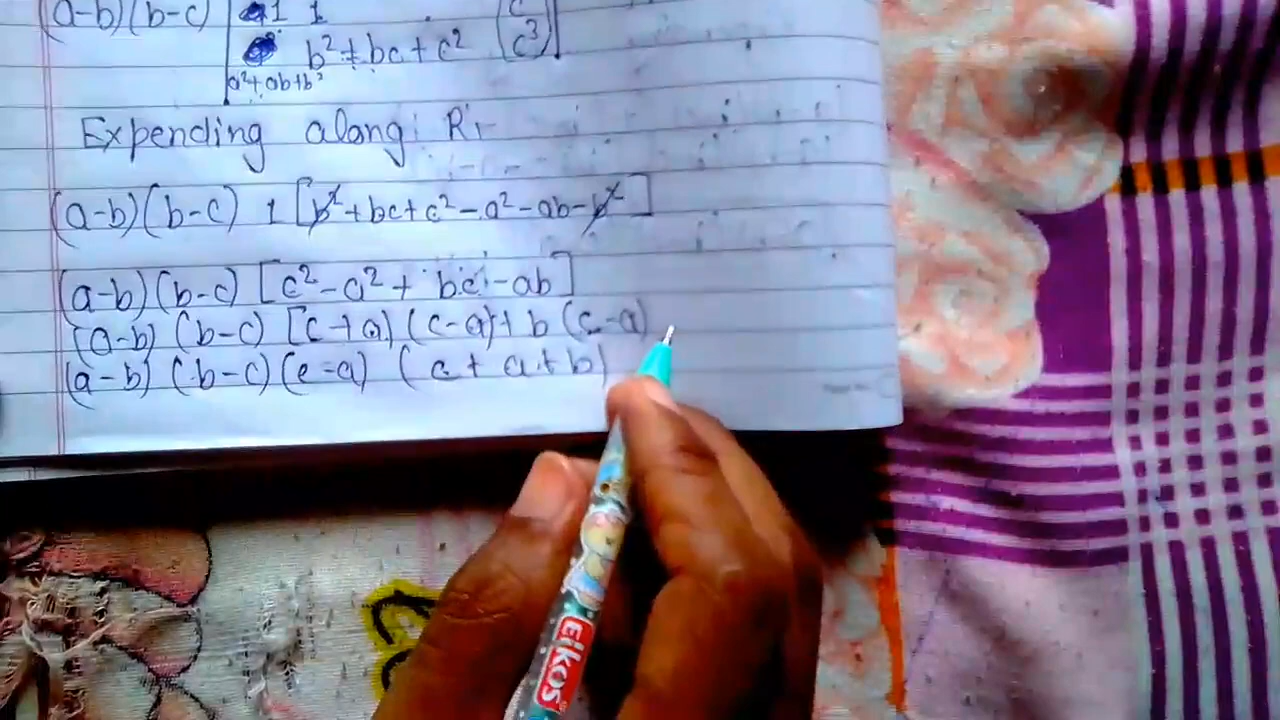 (a-b)(b-c) | 1 1 c
b²+bc+c² c³ |
a²+ab+b²
Expending along R₁
(a-b)(b-c) 1 [b²+bc+c²-a²-ab-b²]
(a-b)(b-c) [c²-a²+ bc-ab]
(a-b) (b-c) [c+a) (c-a)+ b (c-a)
(a-b) (b-c) (c-a) (c+a+b)
Elkos